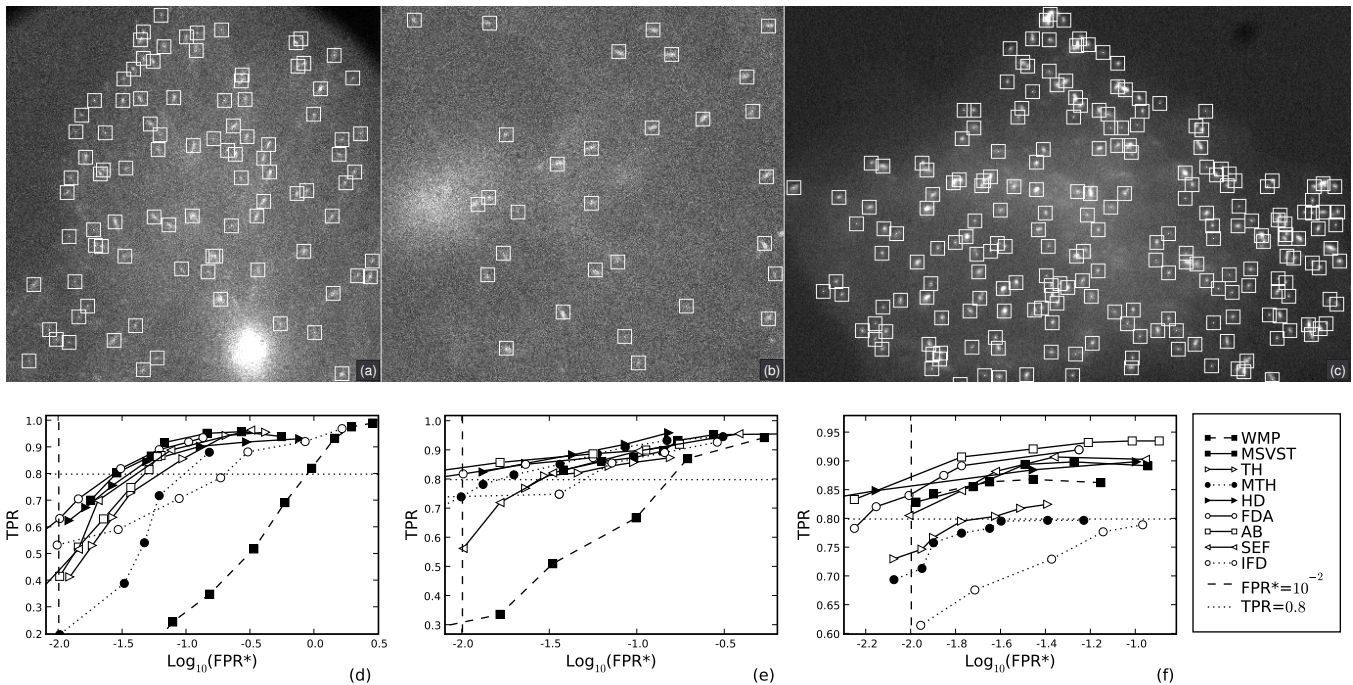 (a)
(b)
(c)
1.0
0.9
0.8
0.7
0.6
0.5
0.4
0.3
0.2
TPR
-2.0
-1.5
-1.0
-0.5
0.0
0.5
Log10(FPR*)
(d)
1.0
0.9
0.8
0.7
0.6
0.5
0.4
0.3
TPR
-2.0
-1.5
-1.0
-0.5
Log10(FPR*)
(e)
0.95
0.90
0.85
0.80
0.75
0.70
0.65
0.60
TPR
-2.2
-2.0
-1.8
-1.6
-1.4
-1.2
-1.0
Log10(FPR*)
(f)
WMP
MSVST
TH
MTH
HD
FDA
AB
SEF
IFD
FPR*=10^-2
TPR=0.8